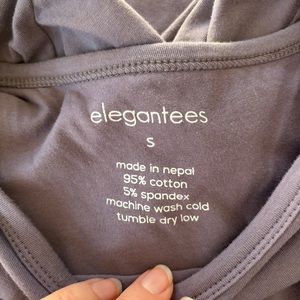 elegantees
S
made in nepal
95% cotton
5% spandex
machine wash cold
tumble dry low